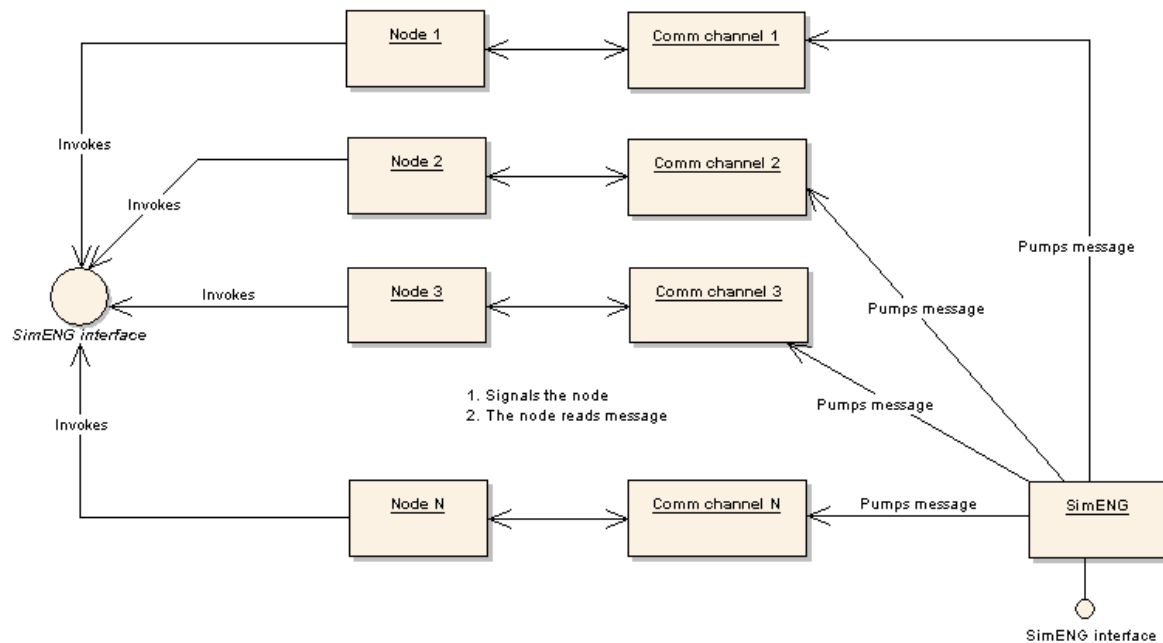 Node 1
Comm channel 1
Invokes
Node 2
Comm channel 2
Invokes
Pumps message
Node 3
Comm channel 3
Invokes
Pumps message
SimENG interface
1. Signals the node
2. The node reads message
Pumps message
Invokes
Node N
Comm channel N
Pumps message
SimENG
SimENG interface